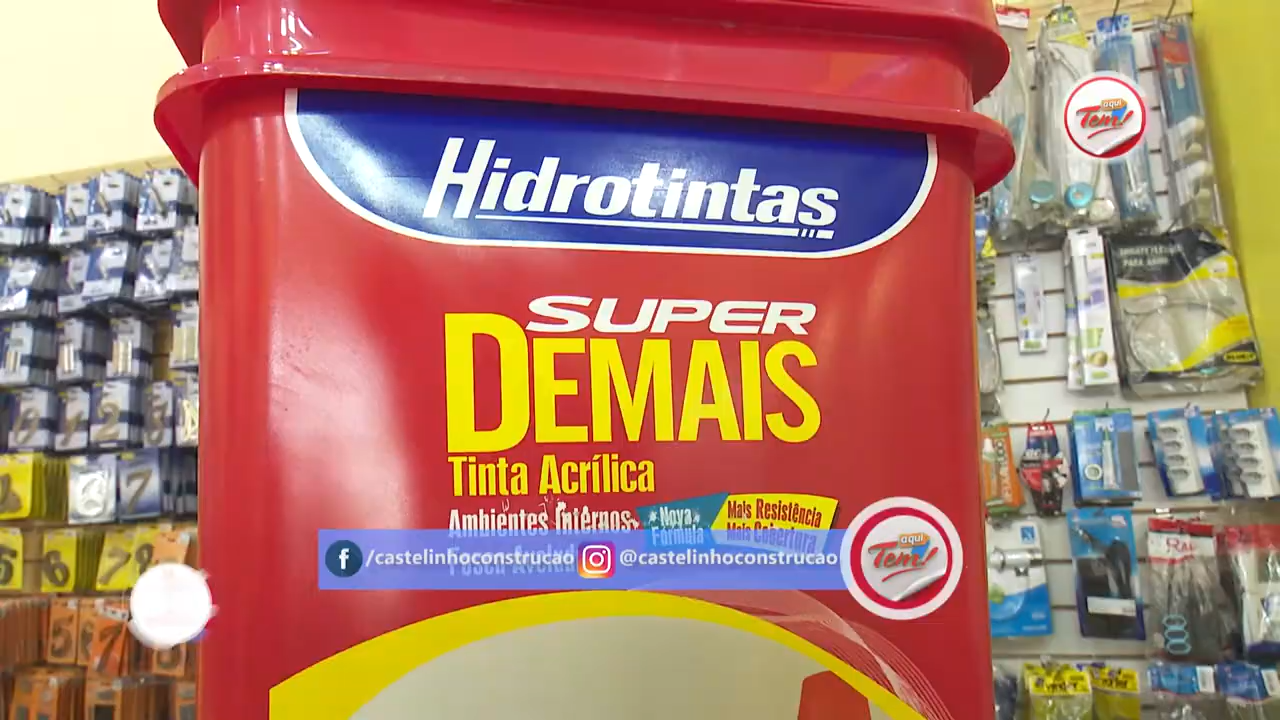 Hidrotintas
SUPER
DEMAIS
Tinta Acrílica
Ambientes Internos
Nova
Fórmula
Mais Resistência
Mais Cobertura
/castelinhoconstrucao
@castelinhoconstrucao
aqui
Tem!
aqui
Tem!
PVC